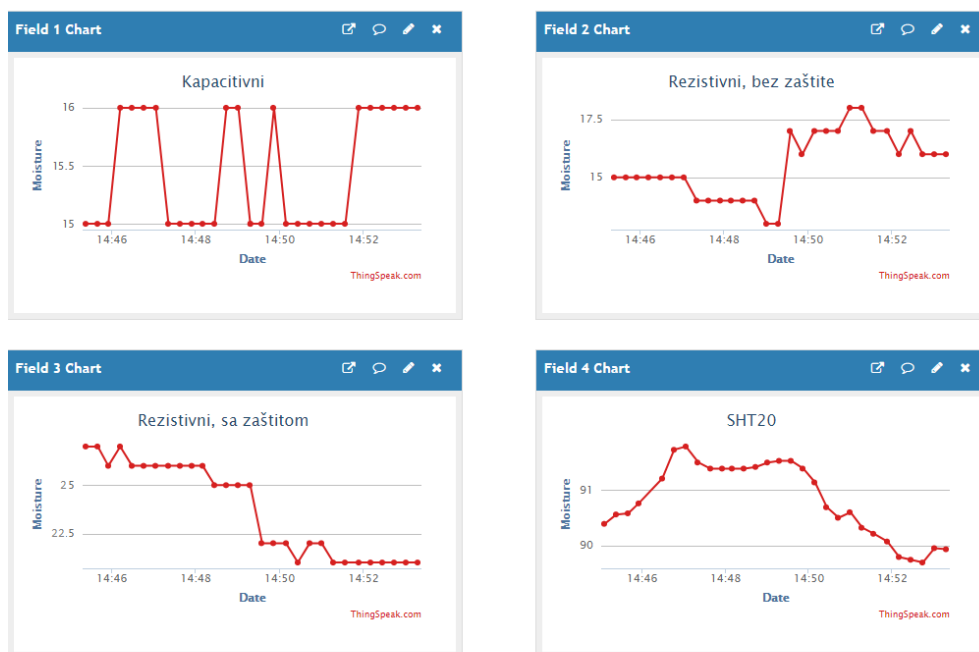 Field 1 Chart
Kapacitivni
16
15.5
15
Moisture
14:46 14:48 14:50 14:52
Date
ThingSpeak.com
Field 2 Chart
Rezistivni, bez zaštite
17.5
15
Moisture
14:46 14:48 14:50 14:52
Date
ThingSpeak.com
Field 3 Chart
Rezistivni, sa zaštitom
25
22.5
Moisture
14:46 14:48 14:50 14:52
Date
ThingSpeak.com
Field 4 Chart
SHT20
91
90
Moisture
14:46 14:48 14:50 14:52
Date
ThingSpeak.com